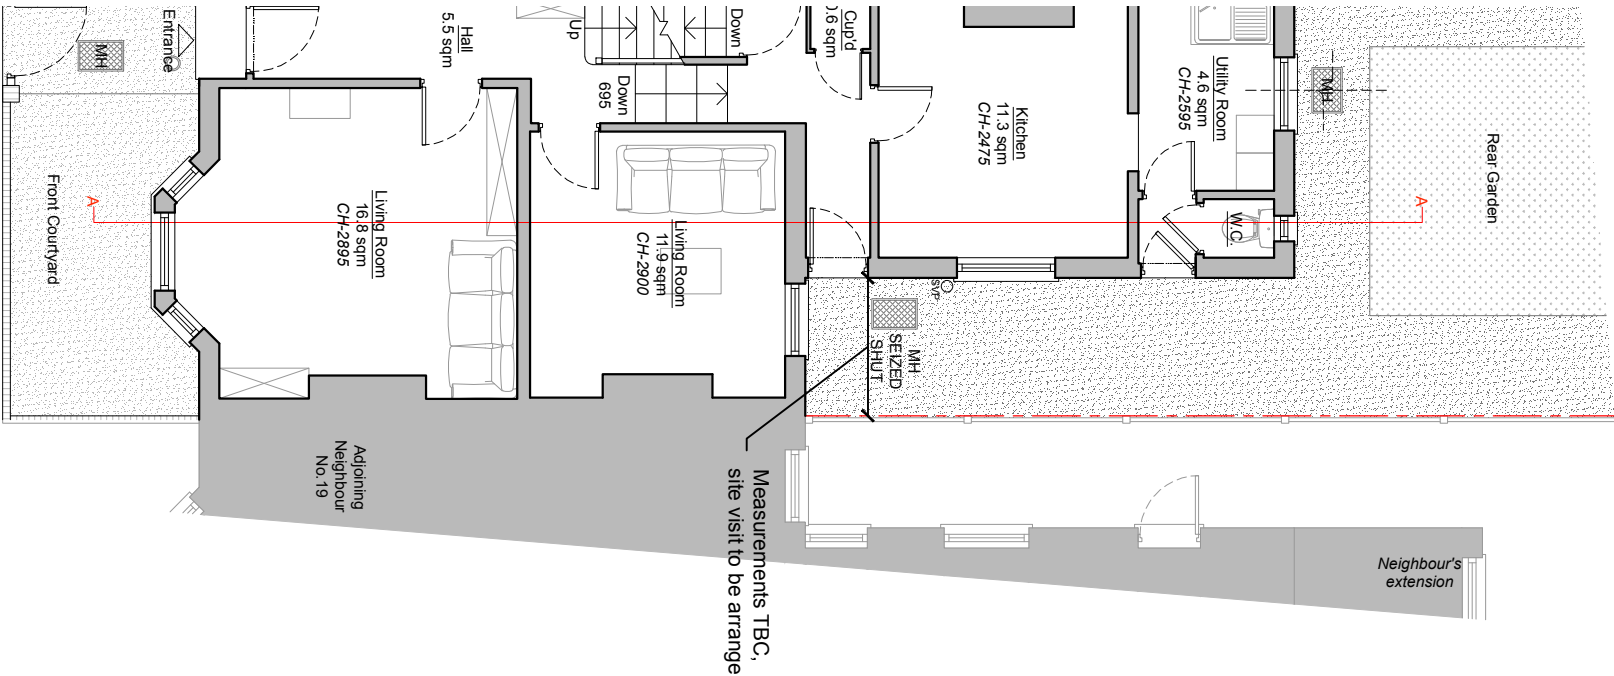 Entrance
MH
Hall
5.5 sqm
Up
Down
Down
695
Cup'd
0.6 sqm
Kitchen
11.3 sqm
CH-2475
Utility Room
4.6 sqm
CH-2595
MH
Rear Garden
Front Courtyard
A
Living Room
16.8 sqm
CH-2895
Living Room
11.9 sqm
CH-2900
W.C.
A
SVP
MH
SEIZED
SHUT
Adjoining
Neighbour
No.19
Measurements TBC,
site visit to be arrange
Neighbour's
extension